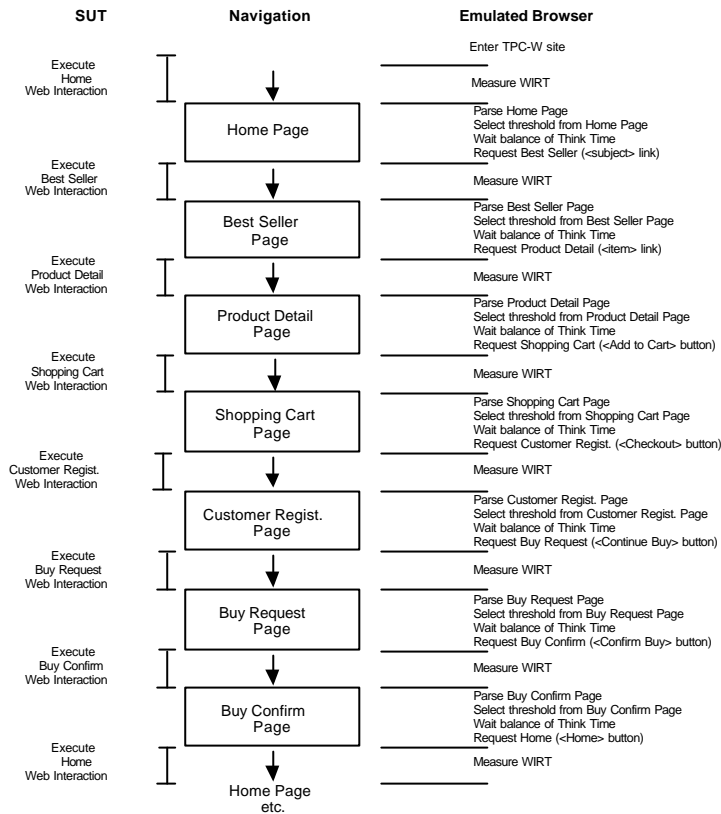 SUT Navigation Emulated Browser
Enter TPC-W site
Execute
Home
Web Interaction
Measure WIRT
Home Page
Parse Home Page
Select threshold from Home Page
Wait balance of Think Time
Request Best Seller (<subject> link)
Execute
Best Seller
Web Interaction
Measure WIRT
Best Seller
Page
Parse Best Seller Page
Select threshold from Best Seller Page
Wait balance of Think Time
Request Product Detail (<item> link)
Execute
Product Detail
Web Interaction
Measure WIRT
Product Detail
Page
Parse Product Detail Page
Select threshold from Product Detail Page
Wait balance of Think Time
Request Shopping Cart (<Add to Cart> button)
Execute
Shopping Cart
Web Interaction
Measure WIRT
Shopping Cart
Page
Parse Shopping Cart Page
Select threshold from Shopping Cart Page
Wait balance of Think Time
Request Customer Regist. (<Checkout> button)
Execute
Customer Regist.
Web Interaction
Measure WIRT
Customer Regist.
Page
Parse Customer Regist. Page
Select threshold from Customer Regist. Page
Wait balance of Think Time
Request Buy Request (<Continue Buy> button)
Execute
Buy Request
Web Interaction
Measure WIRT
Buy Request
Page
Parse Buy Request Page
Select threshold from Buy Request Page
Wait balance of Think Time
Request Buy Confirm (<Confirm Buy> button)
Execute
Buy Confirm
Web Interaction
Measure WIRT
Buy Confirm
Page
Parse Buy Confirm Page
Select threshold from Buy Confirm Page
Wait balance of Think Time
Request Home (<Home> button)
Execute
Home
Web Interaction
Measure WIRT
Home Page
etc.